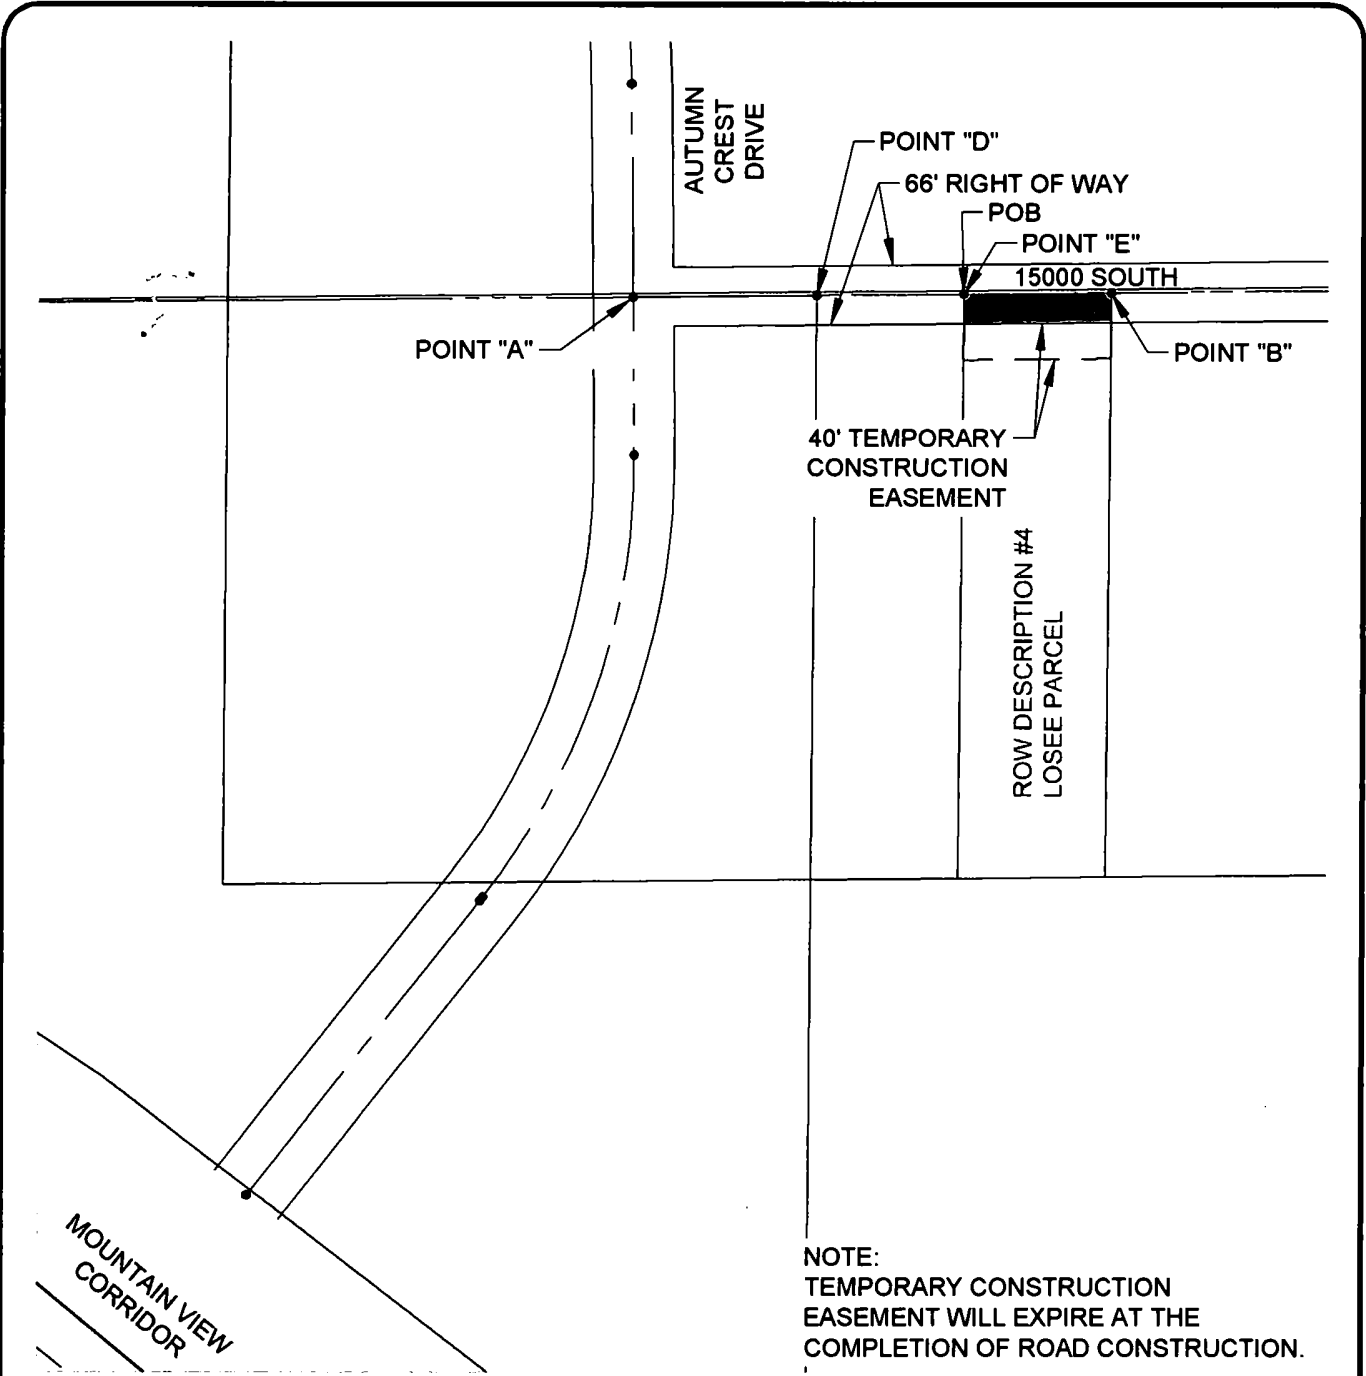 AUTUMN
CREST
DRIVE
POINT "D"
66' RIGHT OF WAY
POB
POINT "E"
15000 SOUTH
POINT "A"
POINT "B"
40' TEMPORARY
CONSTRUCTION
EASEMENT
ROW DESCRIPTION #4
LOSEE PARCEL
MOUNTAIN VIEW
CORRIDOR
NOTE:
TEMPORARY CONSTRUCTION
EASEMENT WILL EXPIRE AT THE
COMPLETION OF ROAD CONSTRUCTION.